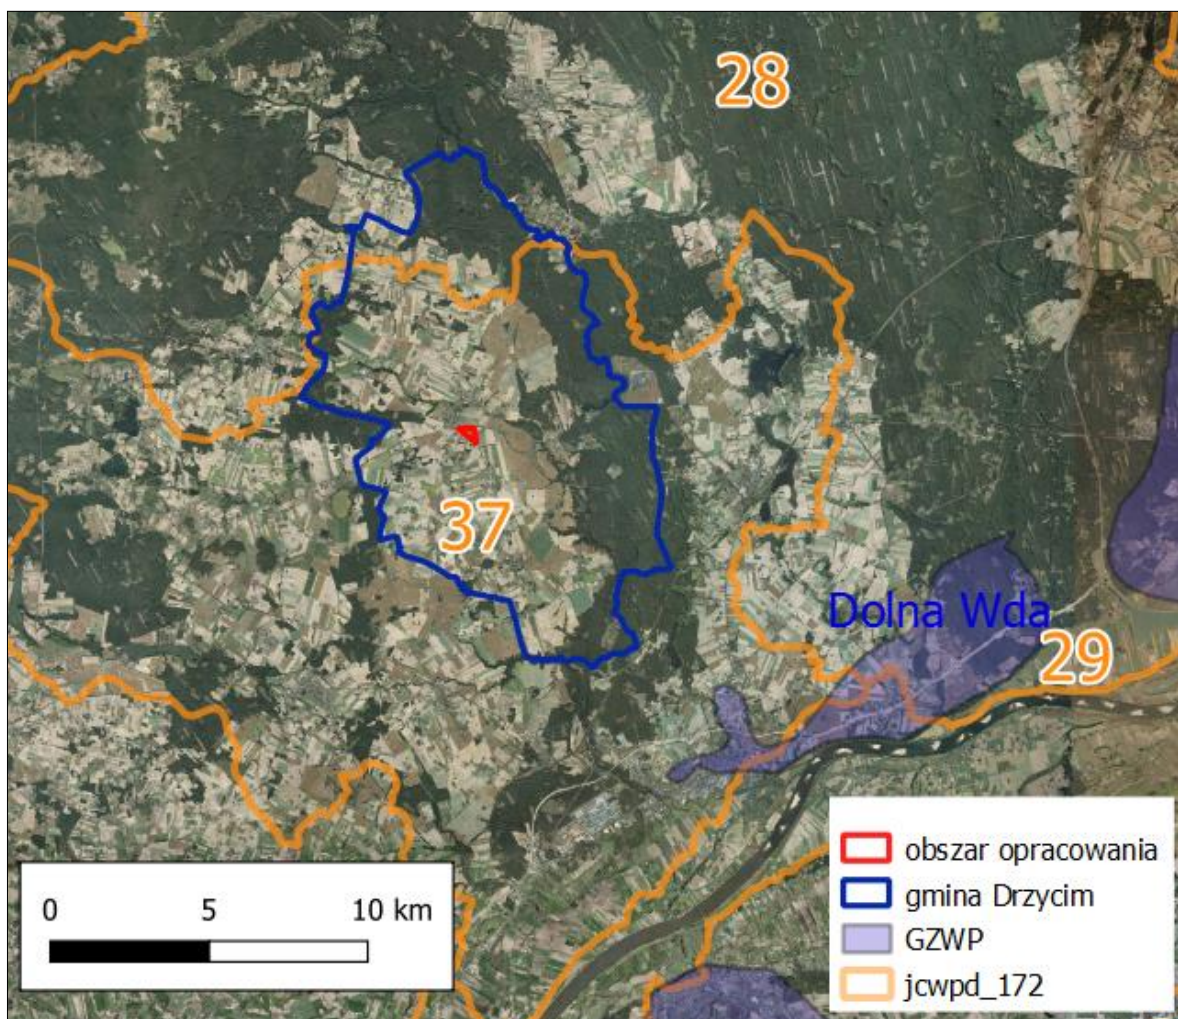 28
37
Dolna Wda
29
0 5 10 km
obszar opracowania
gmina Drzycim
GZWP
jcwpd_172